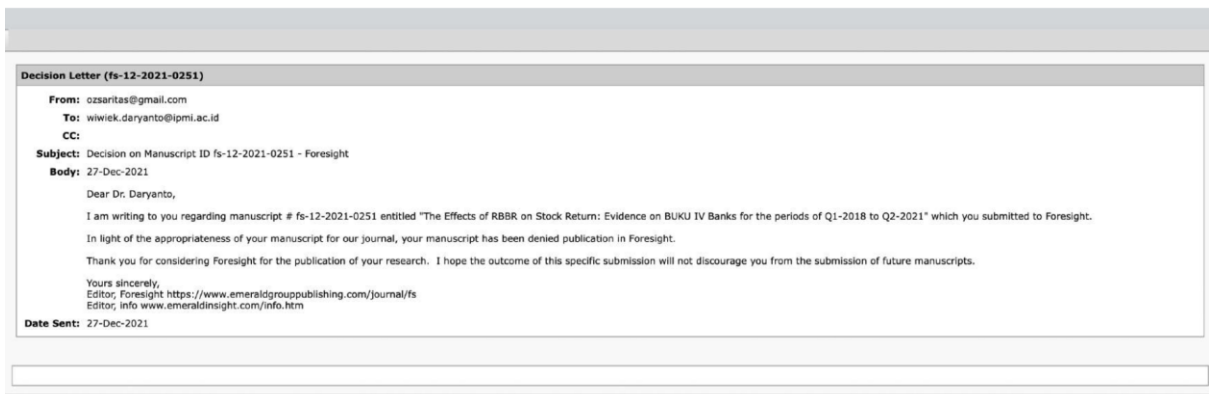 Decision Letter (fs-12-2021-0251)
From: ozsaritas@gmail.com
To: wiwiek.daryanto@ipmi.ac.id
CC:
Subject: Decision on Manuscript ID fs-12-2021-0251 - Foresight
Body: 27-Dec-2021
Dear Dr. Daryanto,
I am writing to you regarding manuscript # fs-12-2021-0251 entitled "The Effects of RBBR on Stock Return: Evidence on BUKU IV Banks for the periods of Q1-2018 to Q2-2021" which you submitted to Foresight.
In light of the appropriateness of your manuscript for our journal, your manuscript has been denied publication in Foresight.
Thank you for considering Foresight for the publication of your research. I hope the outcome of this specific submission will not discourage you from the submission of future manuscripts.
Yours sincerely,
Editor, Foresight https://www.emeraldgrouppublishing.com/journal/fs
Editor, info www.emeraldinsight.com/info.htm
Date Sent: 27-Dec-2021